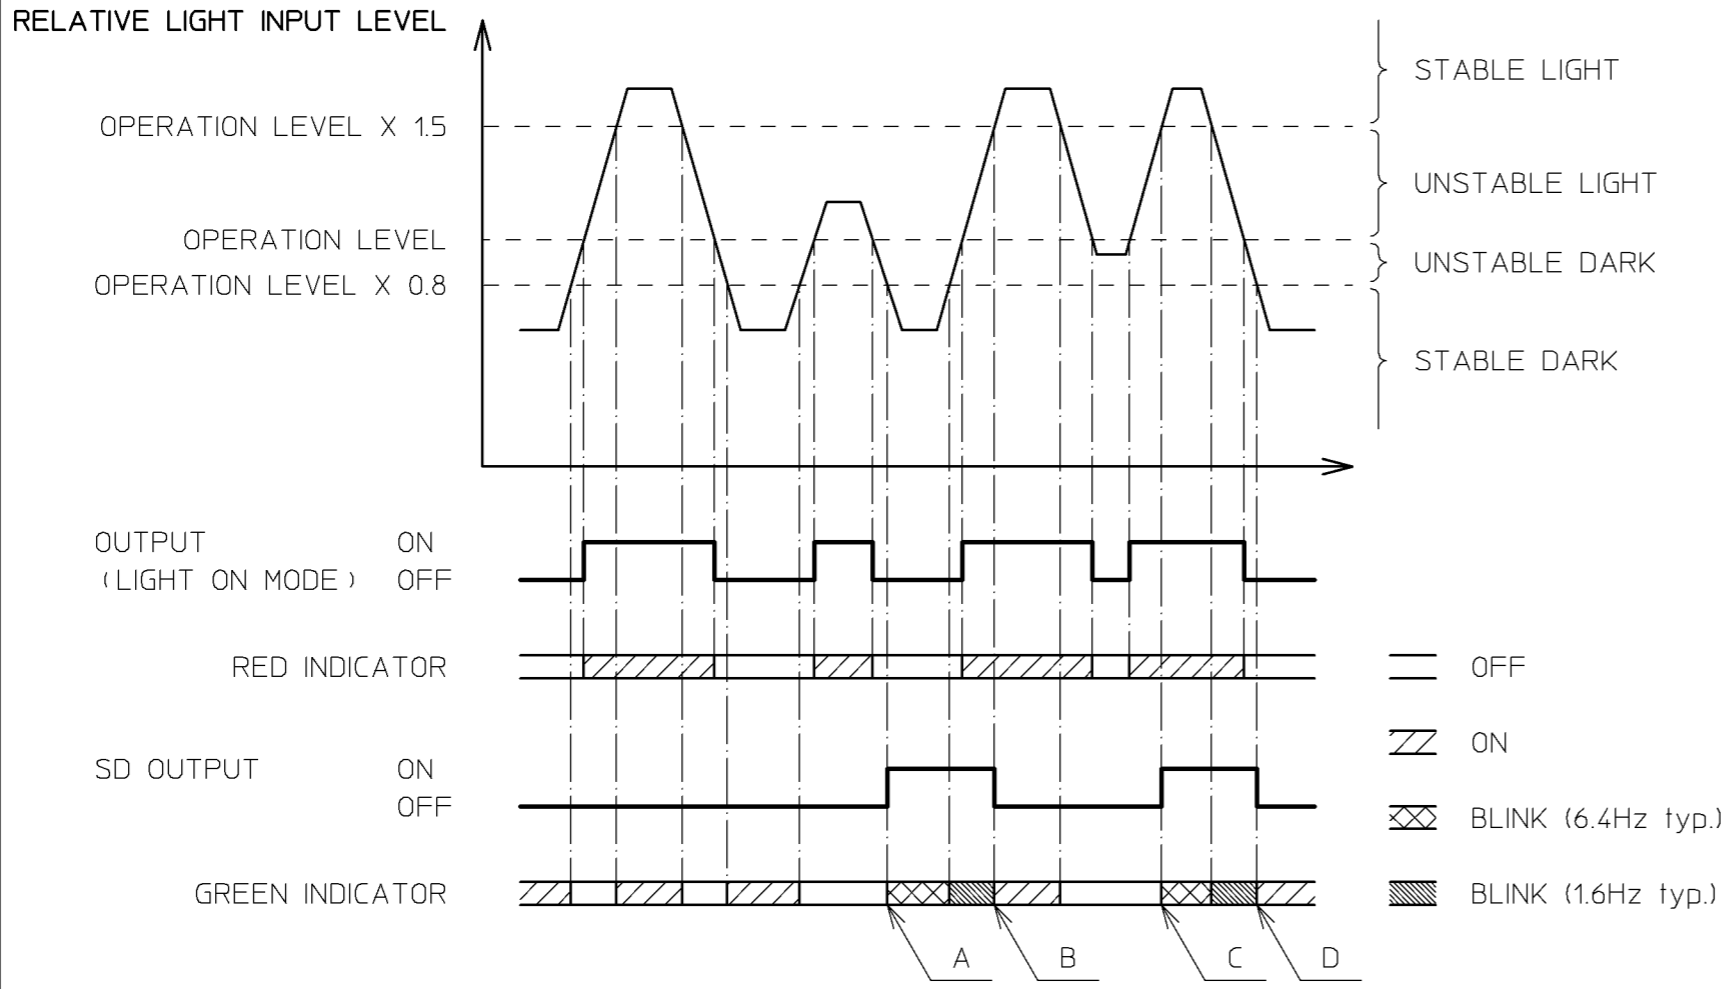 RELATIVE LIGHT INPUT LEVEL
STABLE LIGHT
OPERATION LEVEL X 1.5
UNSTABLE LIGHT
OPERATION LEVEL
UNSTABLE DARK
OPERATION LEVEL X 0.8
STABLE DARK
OUTPUT ON
(LIGHT ON MODE) OFF
RED INDICATOR
OFF
ON
SD OUTPUT ON
OFF
BLINK (6.4Hz typ.)
GREEN INDICATOR
BLINK (1.6Hz typ.)
A B C D